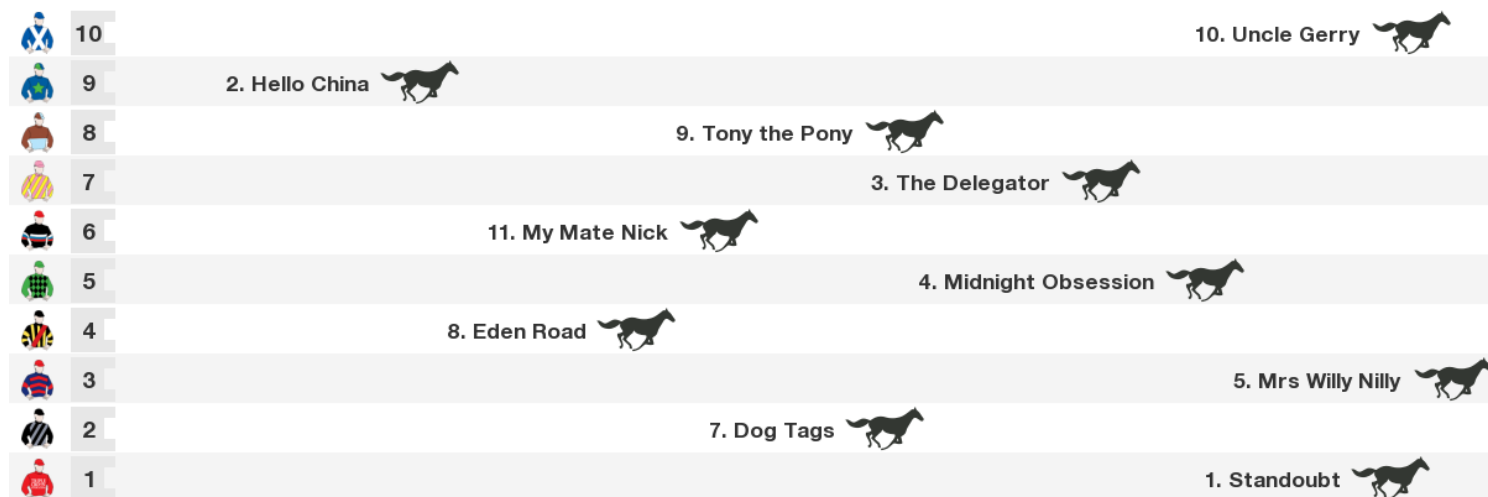 10 10. Uncle Gerry
9 2. Hello China
8 9. Tony the Pony
7 3. The Delegator
6 11. My Mate Nick
5 4. Midnight Obsession
4 8. Eden Road
3 5. Mrs Willy Nilly
2 7. Dog Tags
1 1. Standoubt